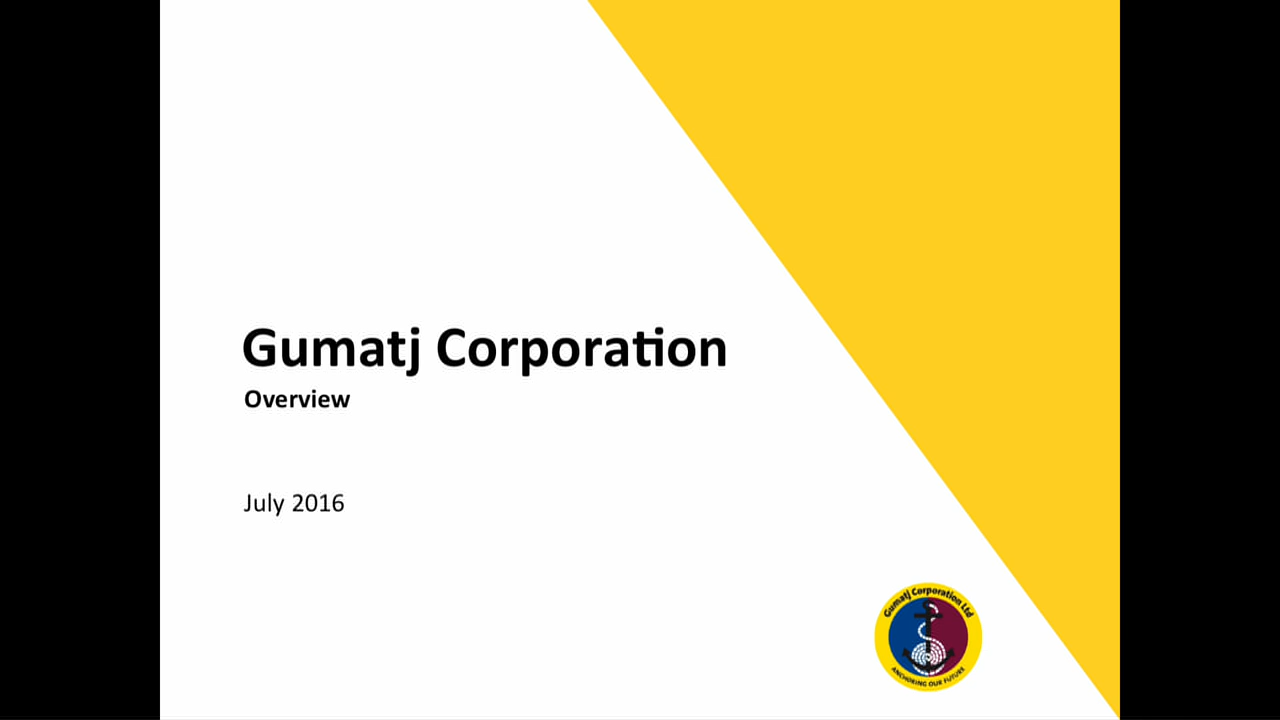 Gumatj Corporation
Overview
July 2016
Gumatj Corporation Ltd
ANCHORING OUR FUTURE